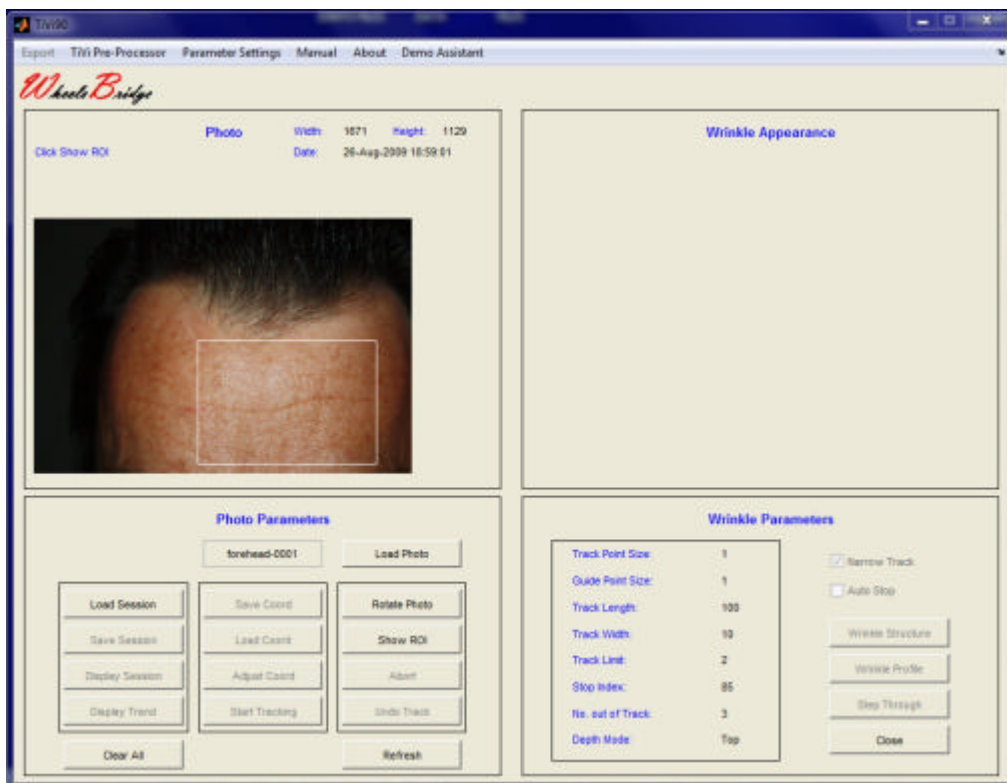 TiVi90
Export TiVi Pre-Processor Parameter Settings Manual About Demo Assistant
WheelsBridge
Photo Width: 1671 Height: 1129
Click Show ROI Date: 26-Aug-2009 18:59:01
Wrinkle Appearance
Photo Parameters
forehead-0001 Load Photo
Load Session Save Coord Rotate Photo
Save Session Load Coord Show ROI
Display Session Adjust Coord Abort
Display Trend Start Tracking Undo Track
Clear All Refresh
Wrinkle Parameters
Track Point Size: 1
Guide Point Size: 1
Track Length: 100
Track Width: 10
Track Limit: 2
Stop Index: 85
No. out of Track: 3
Depth Mode: Top
Narrow Track
Auto Stop
Wrinkle Structure
Wrinkle Profile
Step Through
Close